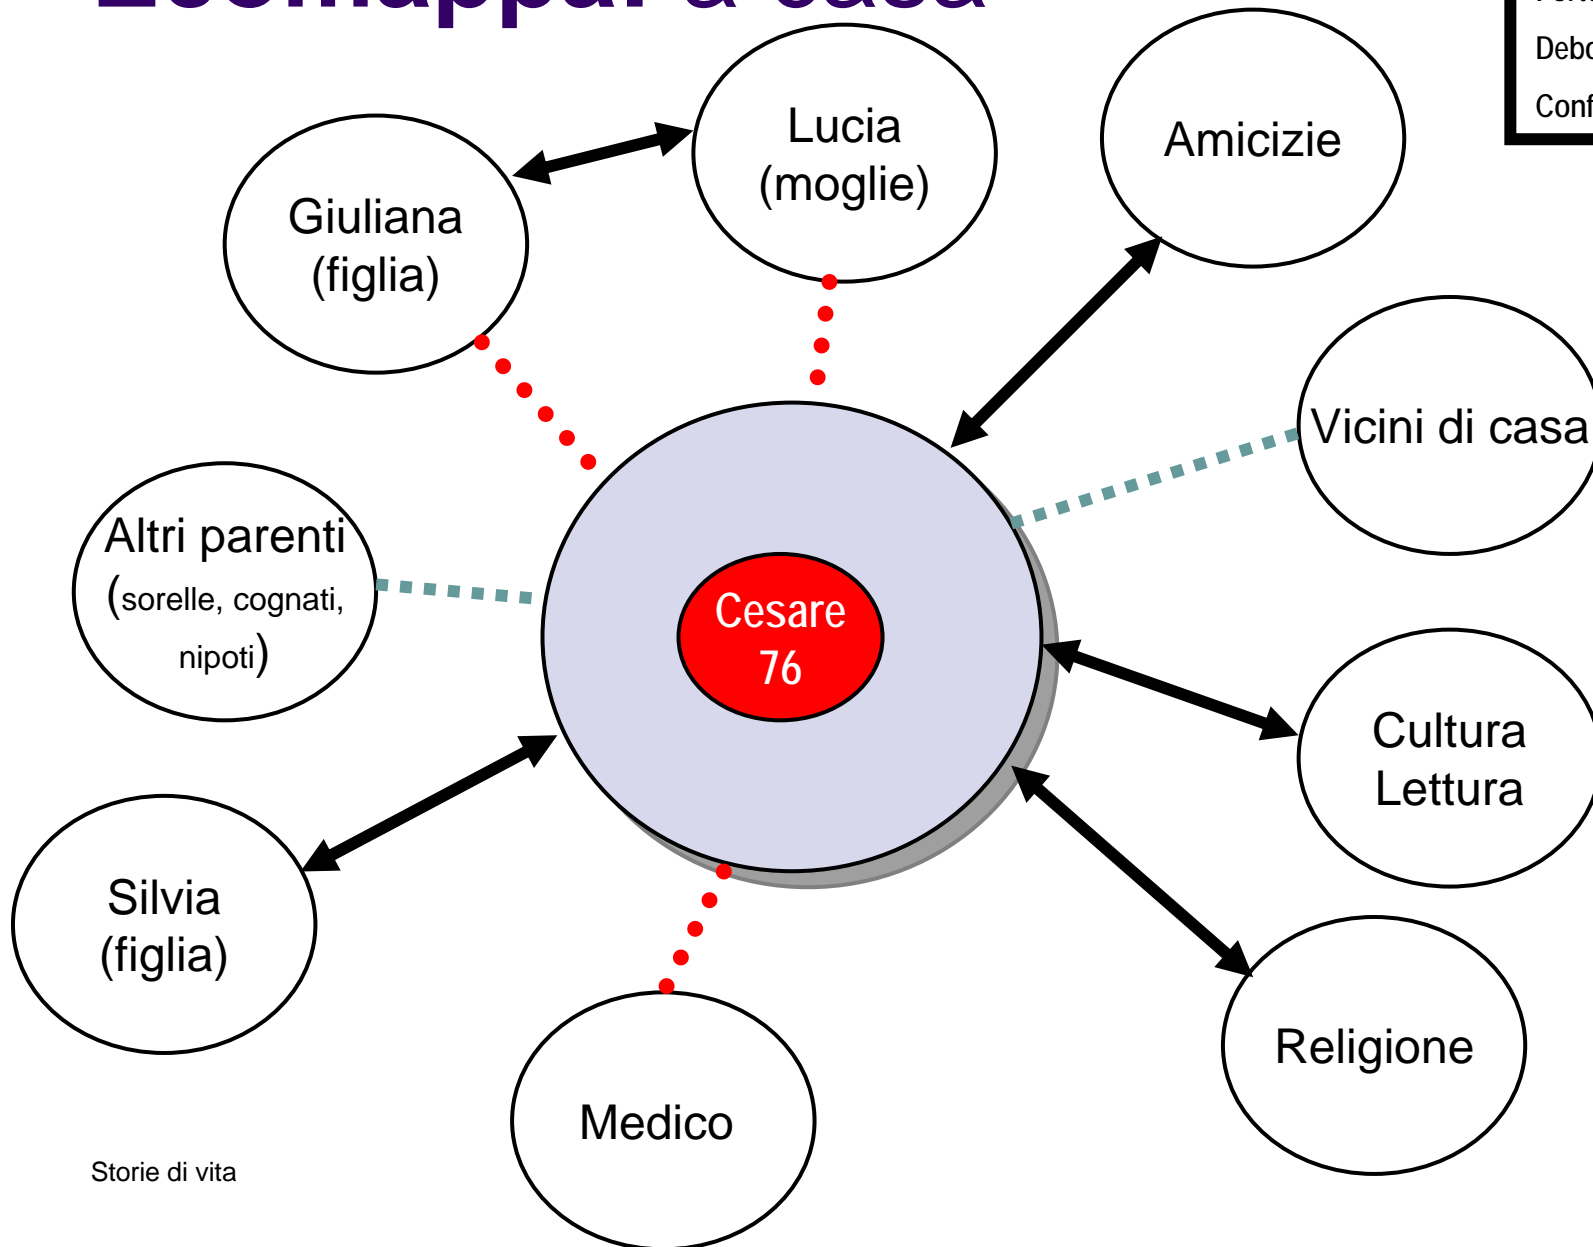 a casa
Lucia
(moglie)
Amicizie
Giuliana
(figlia)
Vicini di casa
Altri parenti
(sorelle, cognati,
nipoti)
Cesare
76
Cultura
Lettura
Silvia
(figlia)
Religione
Medico
Storie di vita